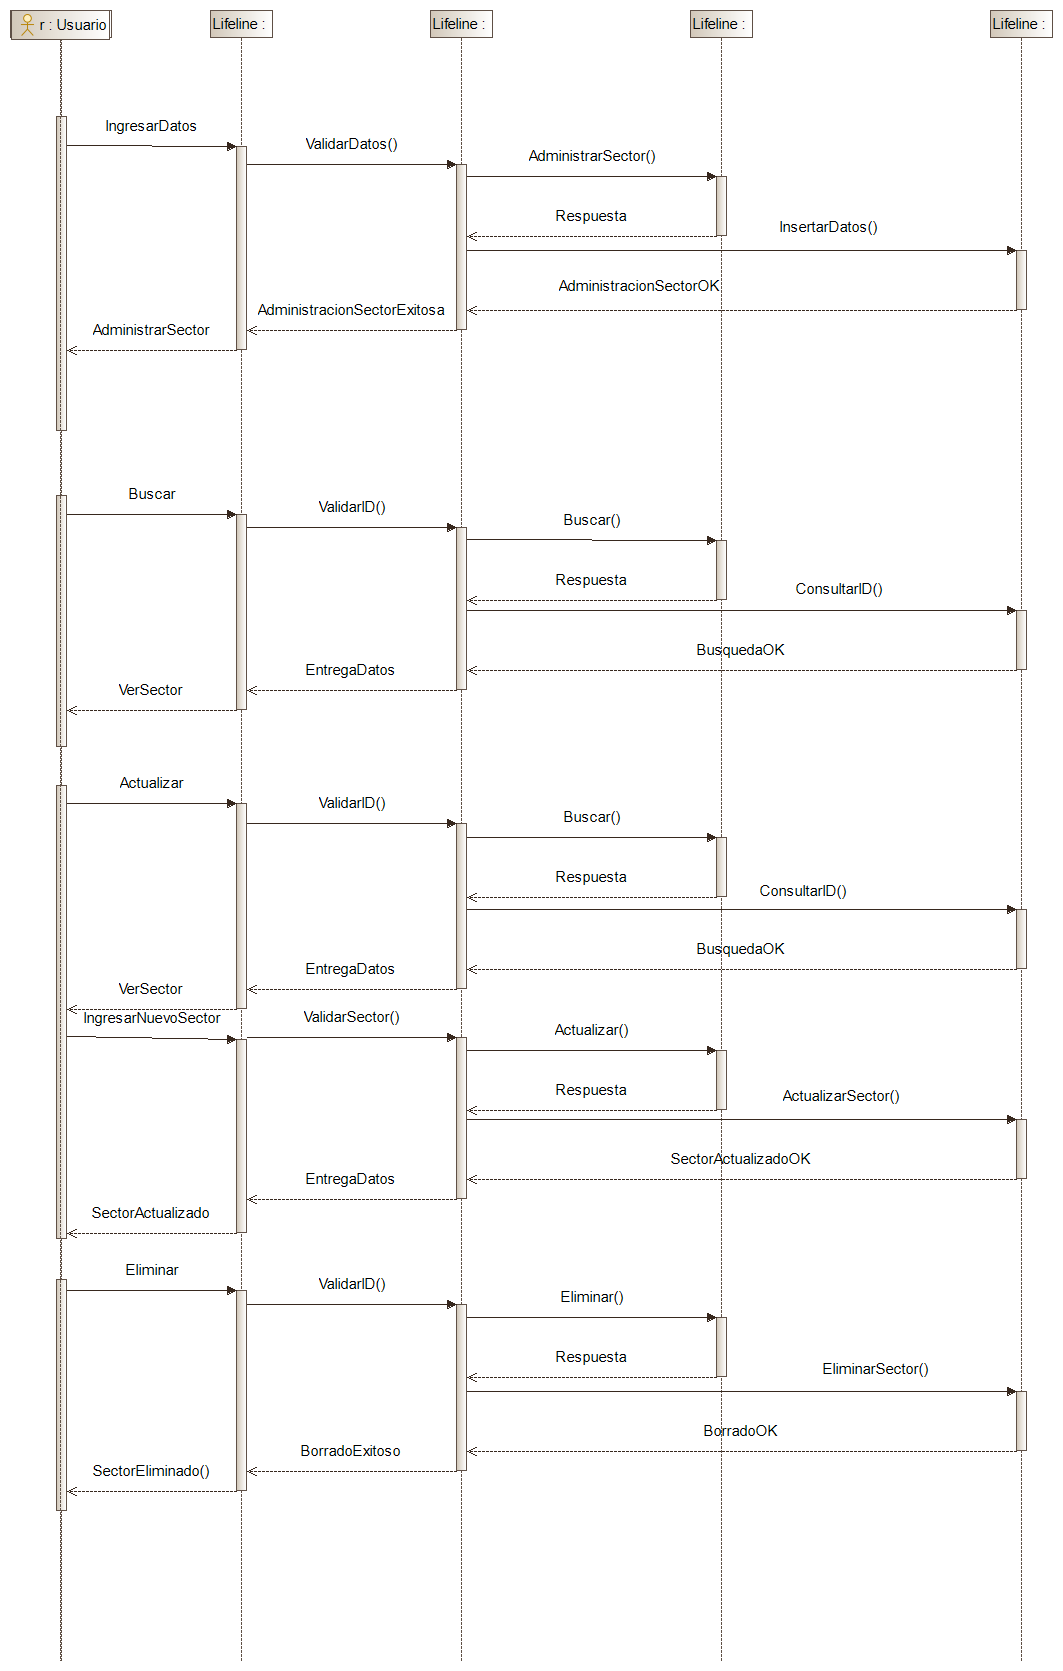 r : Usuario
Lifeline :
Lifeline :
Lifeline :
Lifeline :
IngresarDatos
ValidarDatos()
AdministrarSector()
Respuesta
InsertarDatos()
AdministracionSectorOK
AdministracionSectorExitosa
AdministrarSector
Buscar
ValidarID()
Buscar()
Respuesta
ConsultarID()
BusquedaOK
EntregaDatos
VerSector
Actualizar
ValidarID()
Buscar()
Respuesta
ConsultarID()
BusquedaOK
EntregaDatos
VerSector
IngresarNuevoSector
ValidarSector()
Actualizar()
Respuesta
ActualizarSector()
SectorActualizadoOK
EntregaDatos
SectorActualizado
Eliminar
ValidarID()
Eliminar()
Respuesta
EliminarSector()
BorradoOK
BorradoExitoso
SectorEliminado()